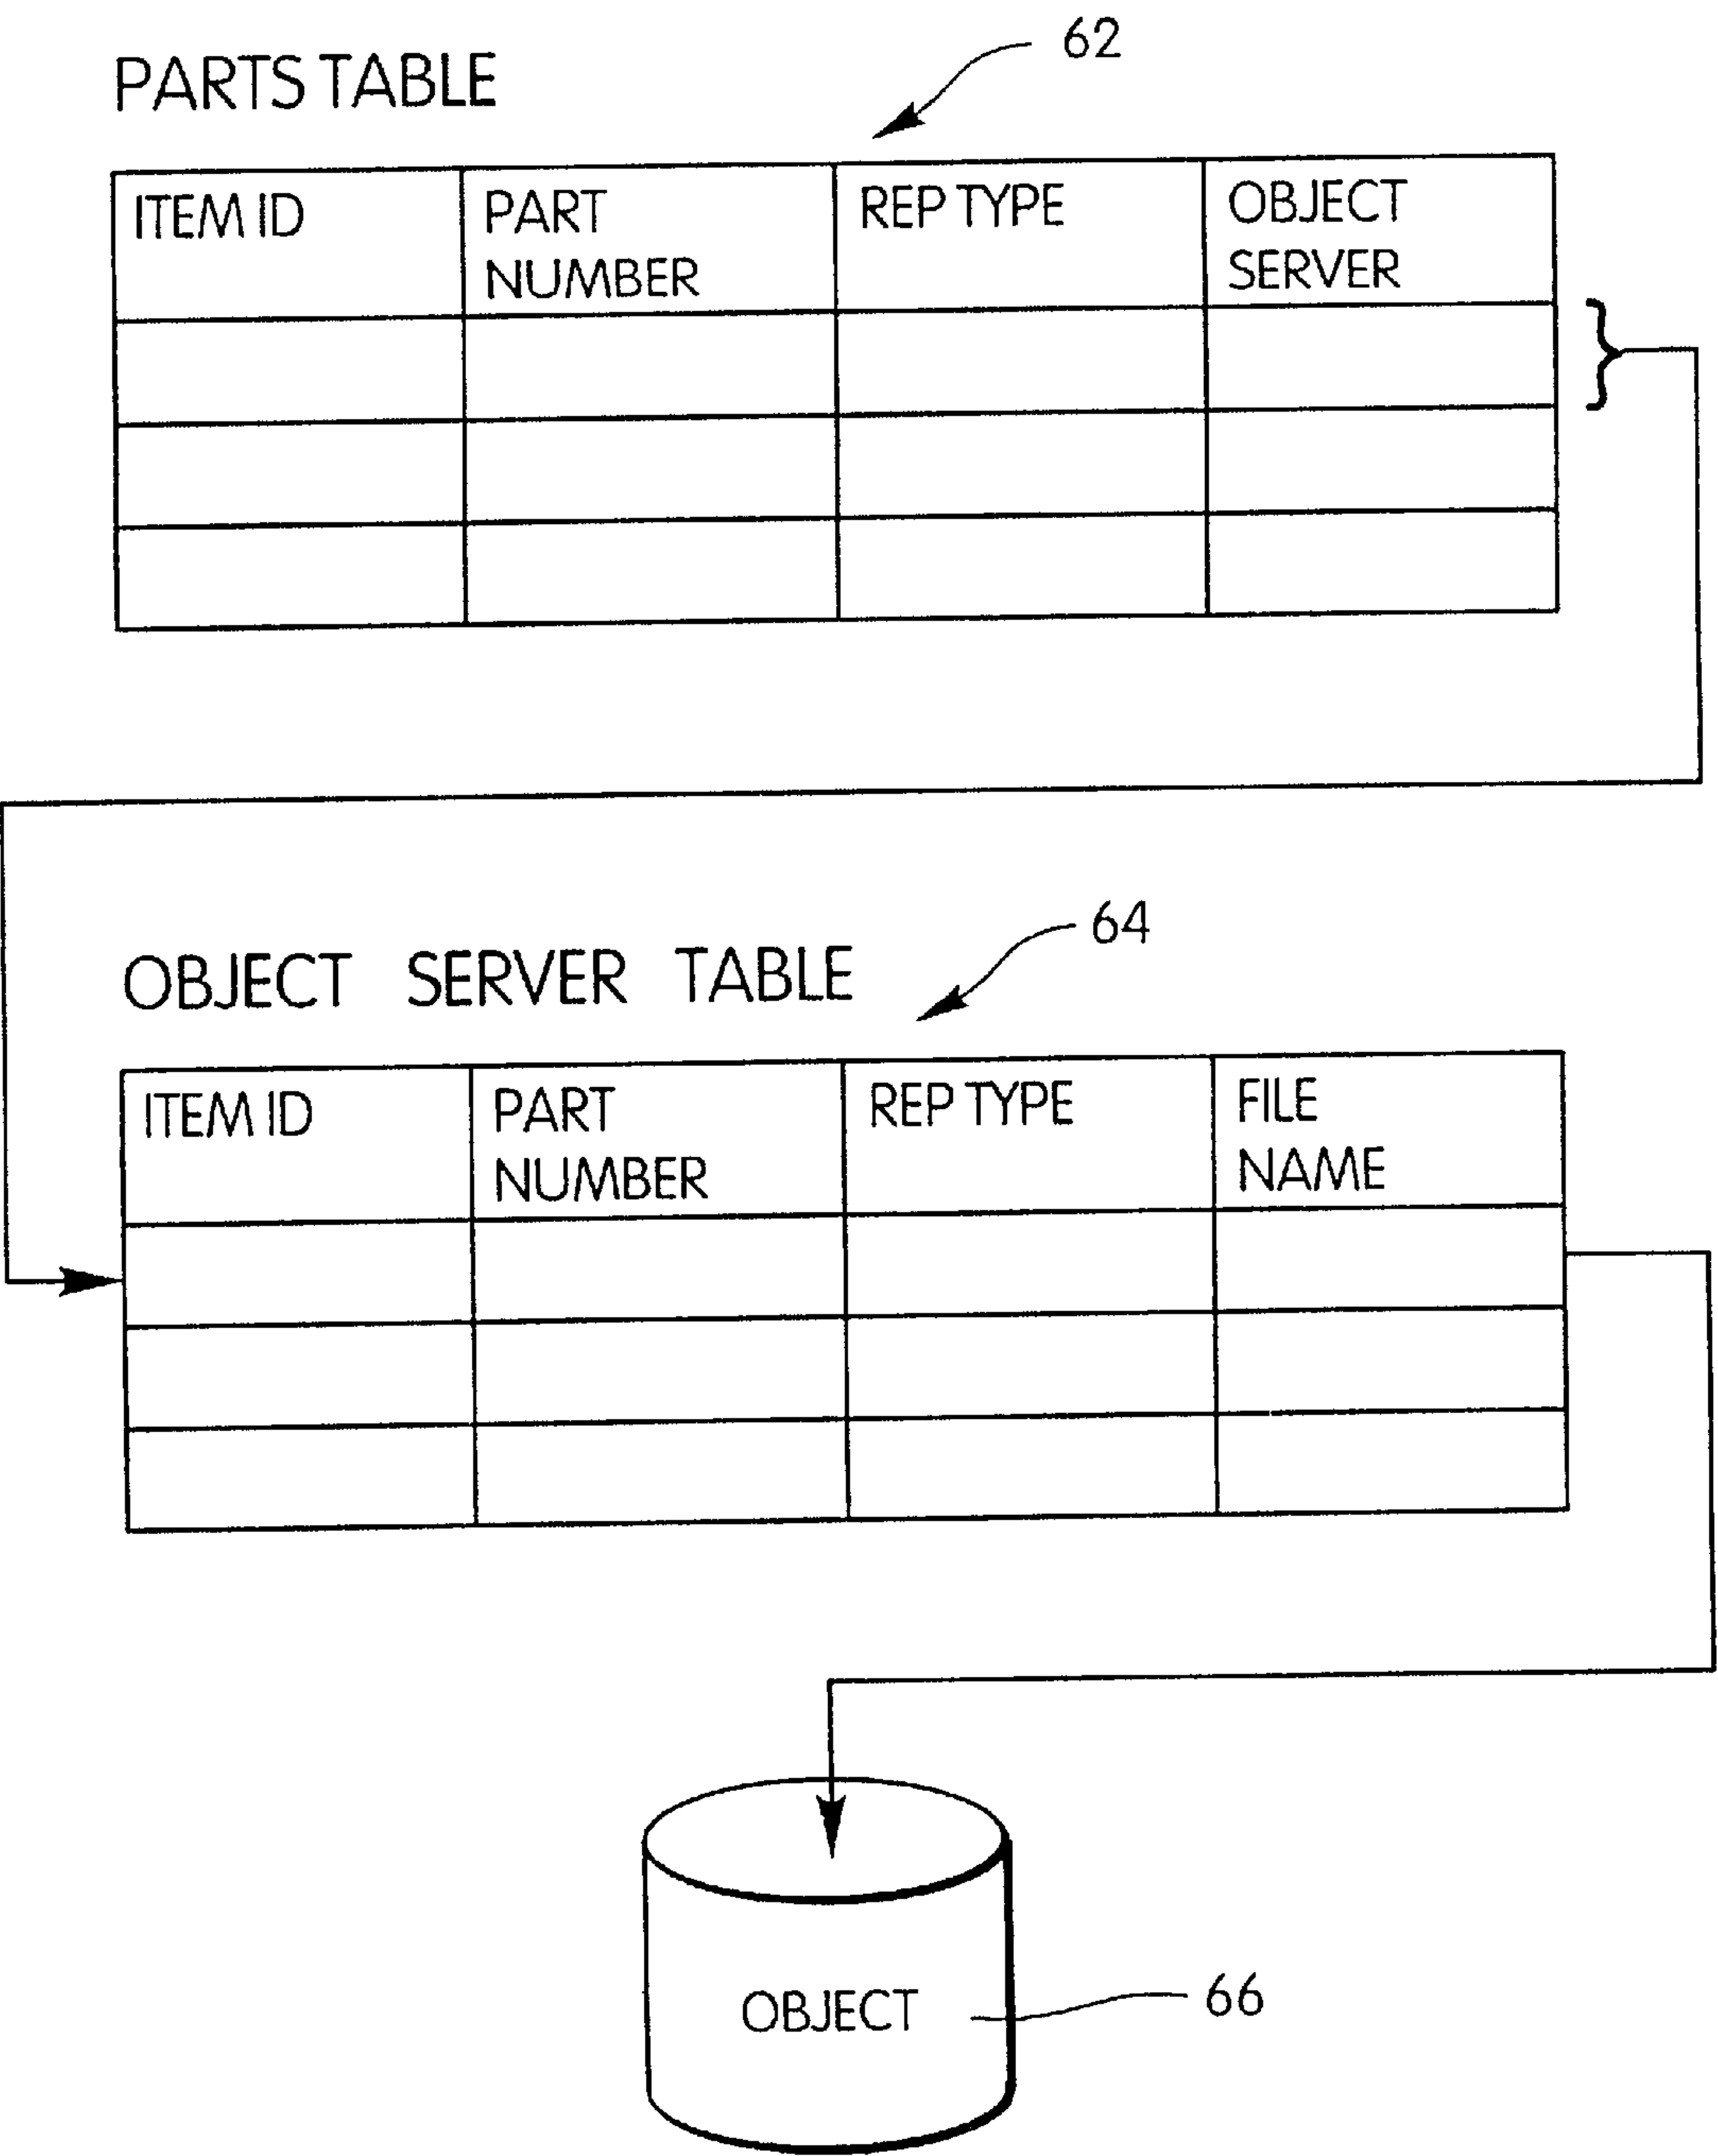 62
PARTS TABLE
ITEM ID
PART
NUMBER
REP TYPE
OBJECT
SERVER
64
OBJECT SERVER TABLE
ITEM ID
PART
NUMBER
REP TYPE
FILE
NAME
OBJECT
66